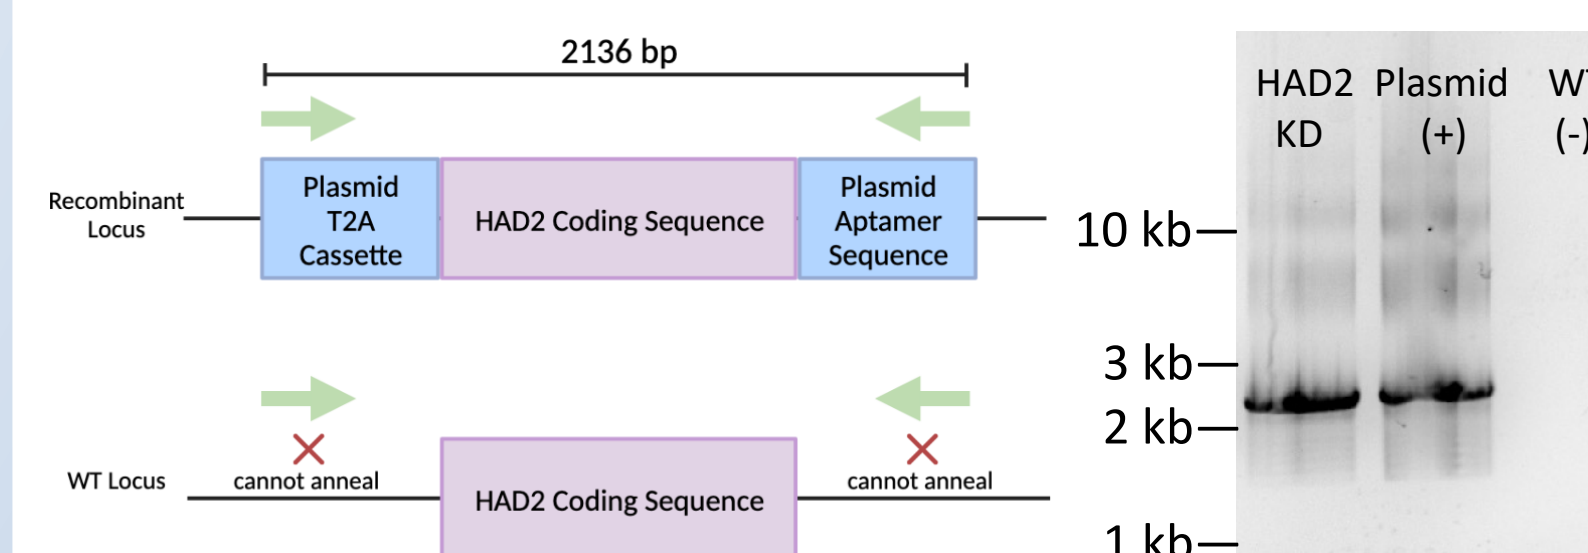 2136 bp
Recombinant
Locus
Plasmid
T2A
Cassette
HAD2 Coding Sequence
Plasmid
Aptamer
Sequence
WT Locus
cannot anneal
HAD2 Coding Sequence
cannot anneal
HAD2
KD
Plasmid
(+)
(-)
10 kb
3 kb
2 kb
1 kb